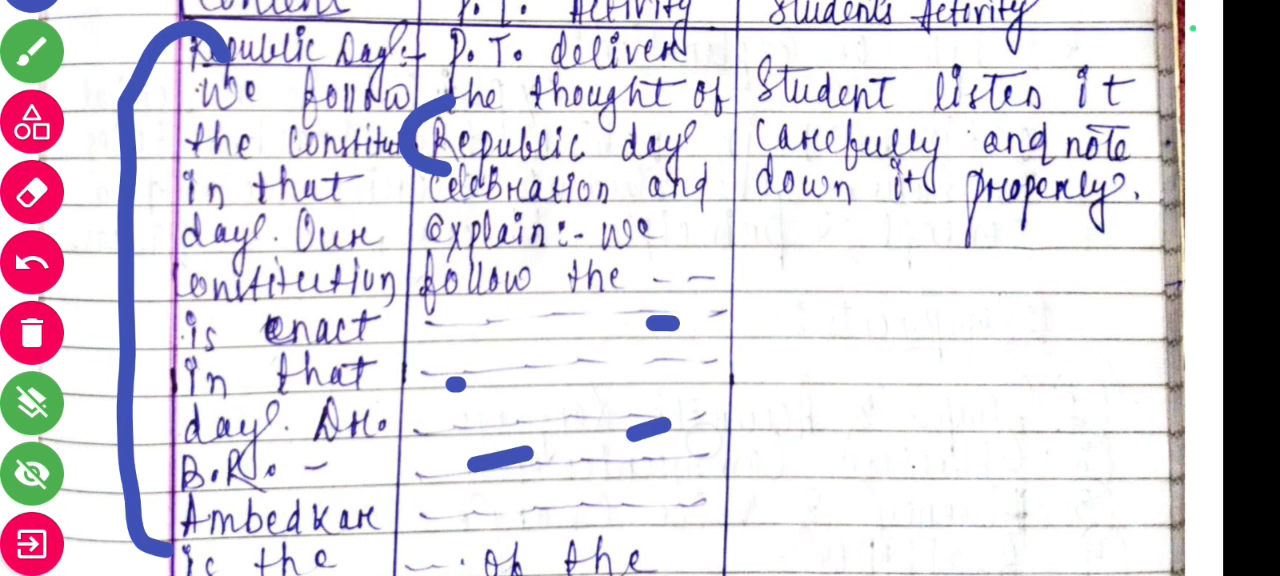 Content P.T. Activity Student's Activity
Republic Day:- P.T. deliver
We follow the thought of Student listen it
the constitu Republic day carefully and note
in that celebration and down it properly.
day. Our explain:- we
constitution follow the - -
is enact
in that
day. Dr.
B.R. -
Ambedkar
is the -. of the